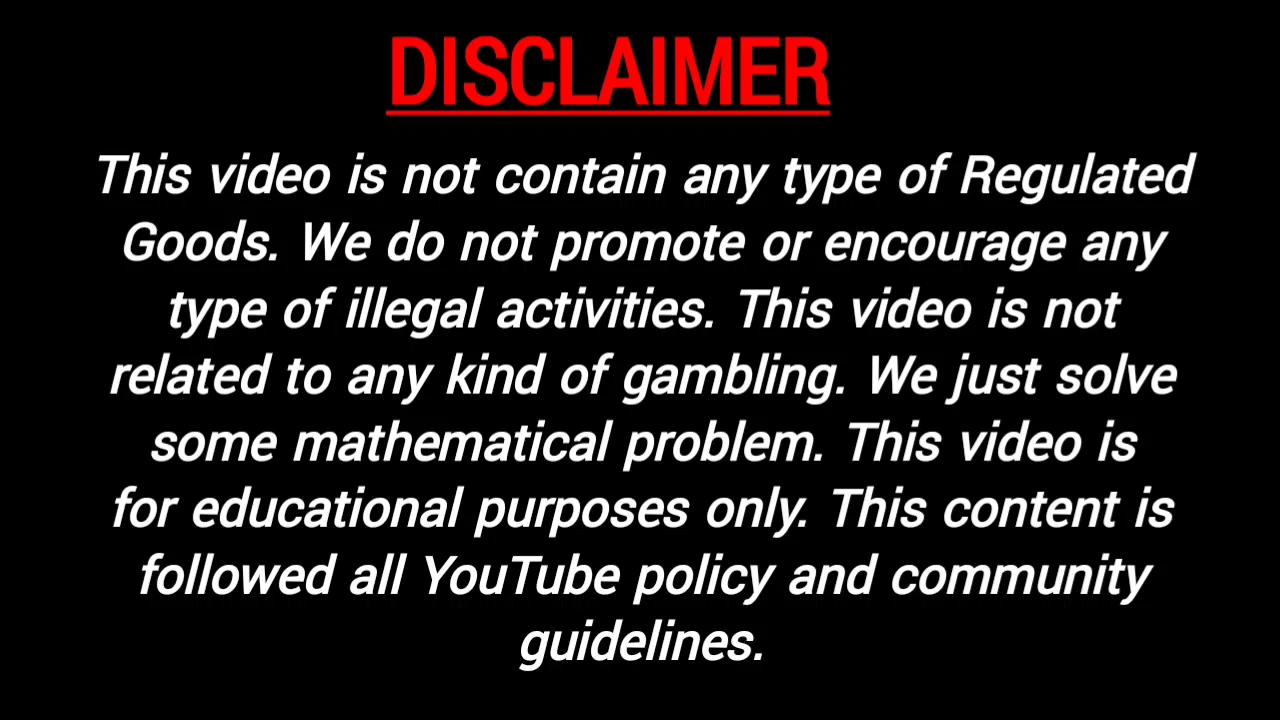 DISCLAIMER
This video is not contain any type of Regulated
Goods. We do not promote or encourage any
type of illegal activities. This video is not
related to any kind of gambling. We just solve
some mathematical problem. This video is
for educational purposes only. This content is
followed all YouTube policy and community
guidelines.